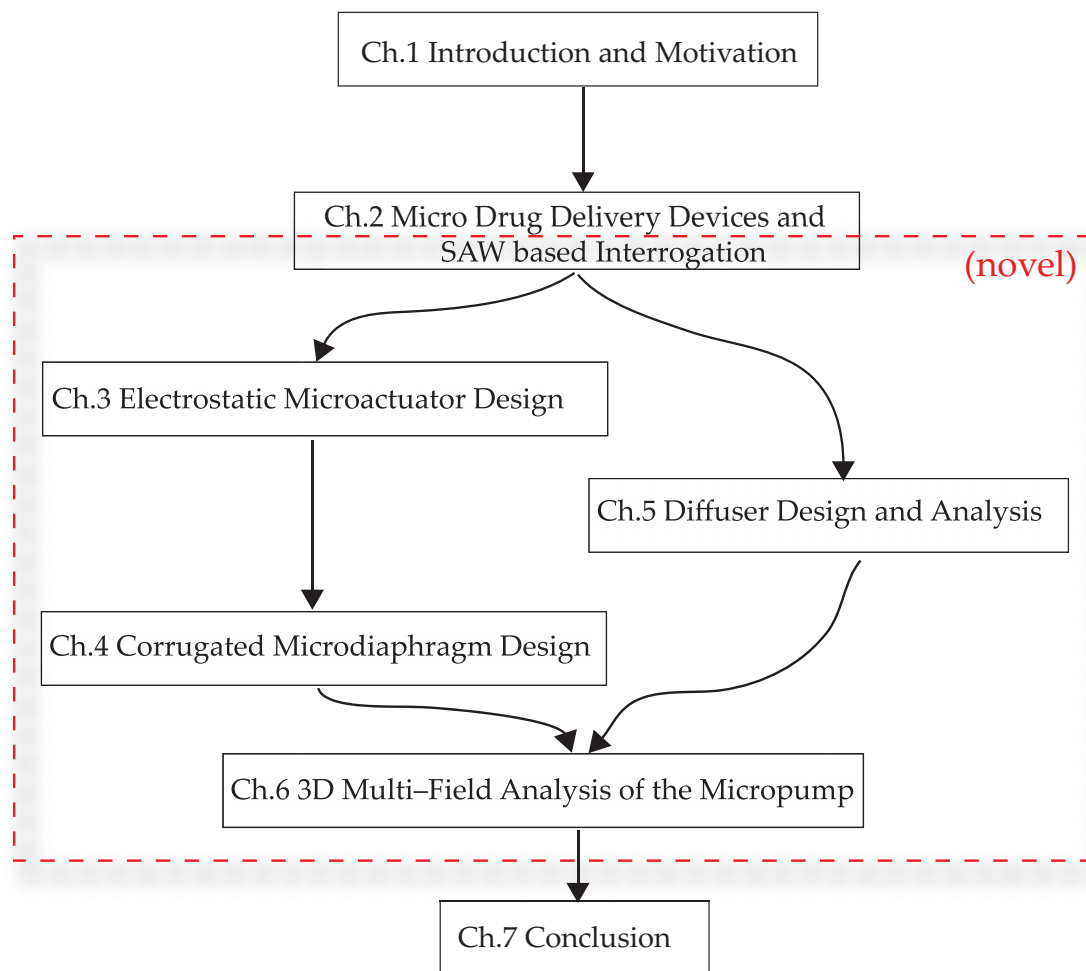 Ch.1 Introduction and Motivation
Ch.2 Micro Drug Delivery Devices and
SAW based Interrogation
(novel)
Ch.3 Electrostatic Microactuator Design
Ch.5 Diffuser Design and Analysis
Ch.4 Corrugated Microdiaphragm Design
Ch.6 3D Multi–Field Analysis of the Micropump
Ch.7 Conclusion